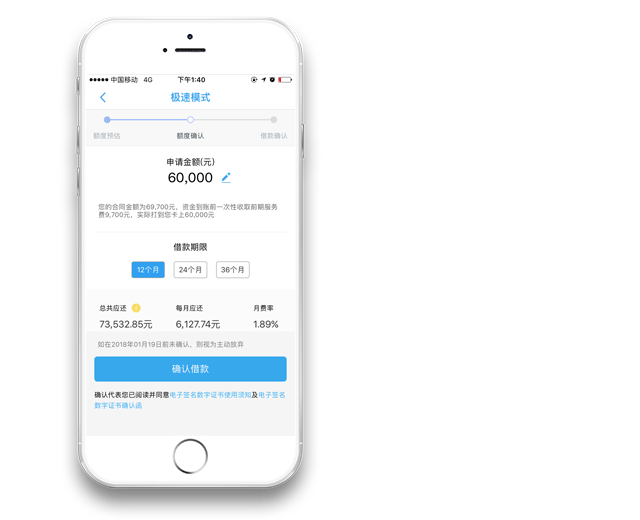 中国移动 4G 下午1:40
极速模式
额度预估 额度确认 借款确认
申请金额(元)
60,000
您的合同金额为69,700元，资金到账前一次性收取前期服务
费9,700元，实际打到您卡上60,000元
借款期限
12个月 24个月 36个月
总共应还 每月应还 月费率
73,532.85元 6,127.74元 1.89%
如在2018年01月19日前未确认，则视为主动放弃
确认借款
确认代表您已阅读并同意电子签名数字证书使用须知及电子签名
数字证书确认函